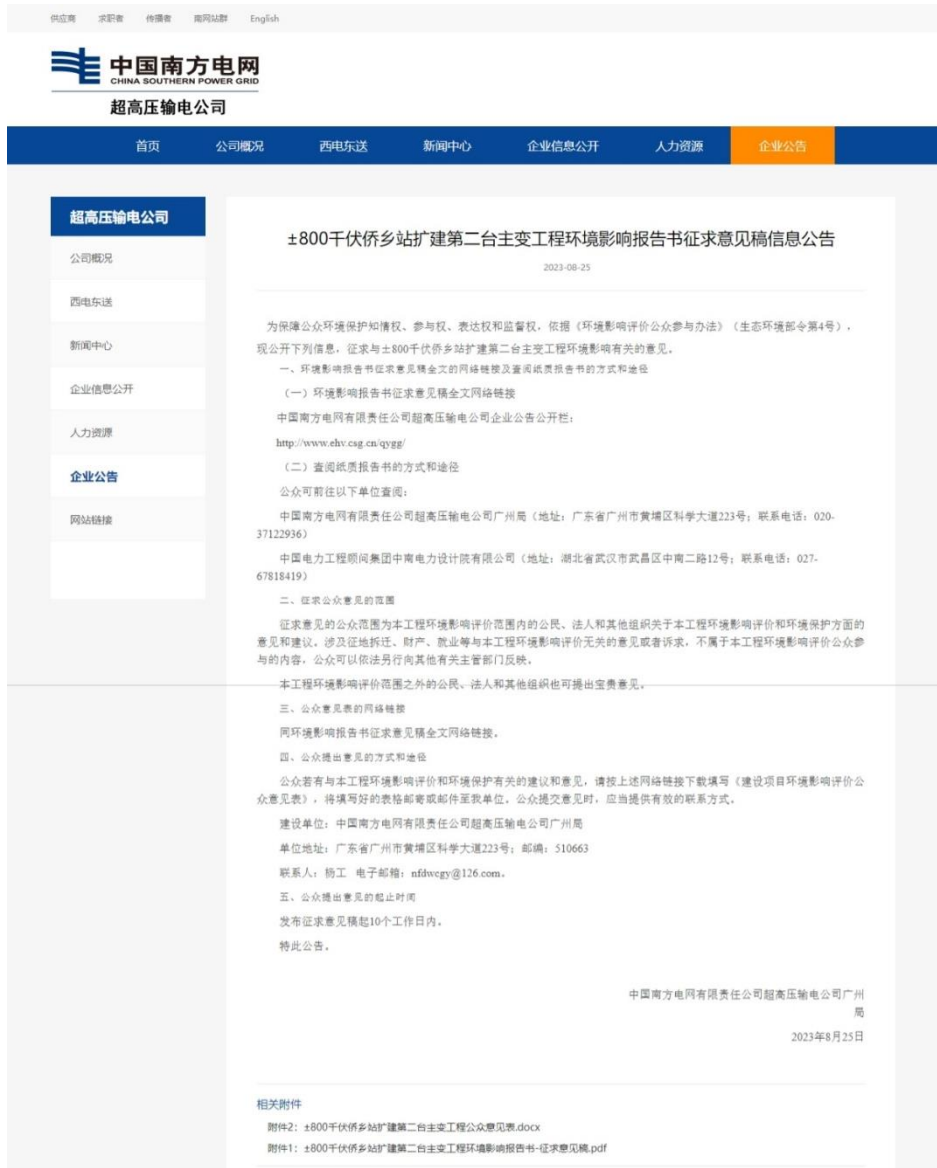 供应商 求职者 传播者 南网站群 English
中国南方电网
CHINA SOUTHERN POWER GRID
超高压输电公司
首页 公司概况 西电东送 新闻中心 企业信息公开 人力资源 企业公告
超高压输电公司
公司概况
西电东送
新闻中心
企业信息公开
人力资源
企业公告
网站链接
±800千伏侨乡站扩建第二台主变工程环境影响报告书征求意见稿信息公告
2023-08-25
为保障公众环境保护知情权、参与权、表达权和监督权,依据《环境影响评价公众参与办法》(生态环境部令第4号),
现公开下列信息,征求与±800千伏侨乡站扩建第二台主变工程环境影响有关的意见。
一、环境影响报告书征求意见稿全文的网络链接及查阅纸质报告书的方式和途径
(一)环境影响报告书征求意见稿全文网络链接
中国南方电网有限责任公司超高压输电公司企业公告公开栏:
http://www.ehv.csg.cn/qygg/
(二)查阅纸质报告书的方式和途径
公众可前往以下单位查阅:
中国南方电网有限责任公司超高压输电公司广州局(地址:广东省广州市黄埔区科学大道223号;联系电话:020-
37122936)
中国电力工程顾问集团中南电力设计院有限公司(地址:湖北省武汉市武昌区中南二路12号;联系电话:027-
67818419)
二、征求公众意见的范围
征求意见的公众范围为本工程环境影响评价范围内的公民、法人和其他组织关于本工程环境影响评价和环境保护方面的
意见和建议。涉及征地拆迁、财产、就业等与本工程环境影响评价无关的意见或者诉求,不属于本工程环境影响评价公众参
与的内容,公众可以依法另行向其他有关主管部门反映。
本工程环境影响评价范围之外的公民、法人和其他组织也可提出宝贵意见。
三、公众意见表的网络链接
同环境影响报告书征求意见稿全文网络链接。
四、公众提出意见的方式和途径
公众若有与本工程环境影响评价和环境保护有关的建议和意见,请按上述网络链接下载填写《建设项目环境影响评价公
众意见表》,将填写好的表格邮寄或邮件至我单位。公众提交意见时,应当提供有效的联系方式。
建设单位:中国南方电网有限责任公司超高压输电公司广州局
单位地址:广东省广州市黄埔区科学大道223号;邮编:510663
联系人:杨工 电子邮箱:nfdwcgy@126.com。
五、公众提出意见的起止时间
发布征求意见稿起10个工作日内。
特此公告。
中国南方电网有限责任公司超高压输电公司广州
局
2023年8月25日
相关附件
附件2:±800千伏侨乡站扩建第二台主变工程公众意见表.docx
附件1:±800千伏侨乡站扩建第二台主变工程环境影响报告书-征求意见稿.pdf